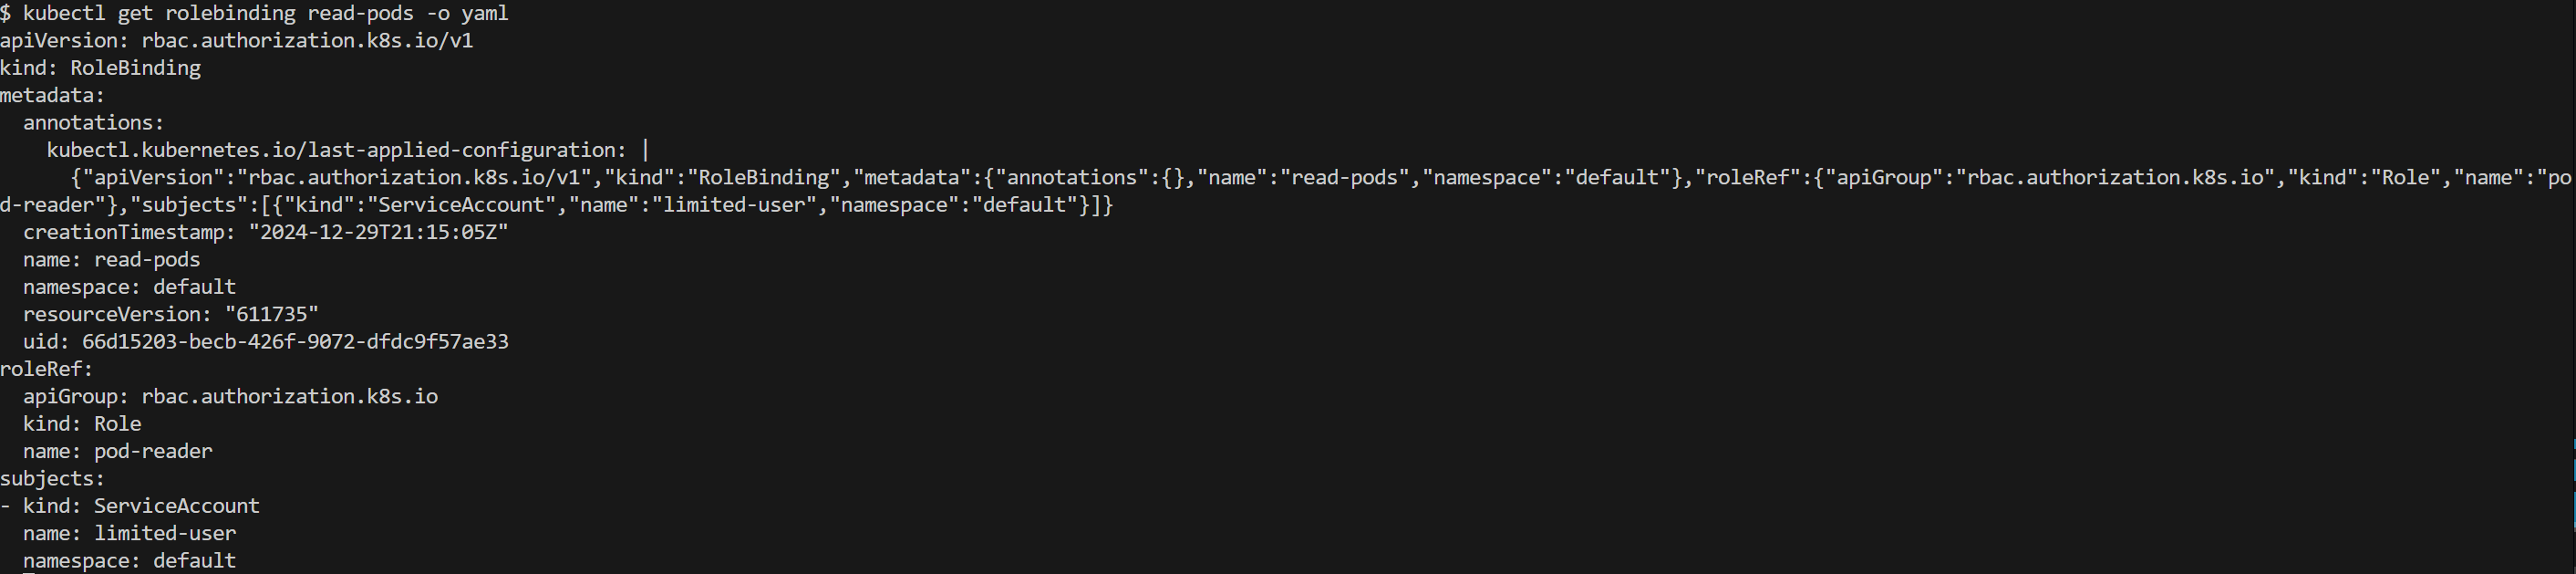 $ kubectl get rolebinding read-pods -o yaml
apiVersion: rbac.authorization.k8s.io/v1
kind: RoleBinding
metadata:
  annotations:
    kubectl.kubernetes.io/last-applied-configuration: |
      {"apiVersion":"rbac.authorization.k8s.io/v1","kind":"RoleBinding","metadata":{"annotations":{},"name":"read-pods","namespace":"default"},"roleRef":{"apiGroup":"rbac.authorization.k8s.io","kind":"Role","name":"po
d-reader"},"subjects":[{"kind":"ServiceAccount","name":"limited-user","namespace":"default"}]}
  creationTimestamp: "2024-12-29T21:15:05Z"
  name: read-pods
  namespace: default
  resourceVersion: "611735"
  uid: 66d15203-becb-426f-9072-dfdc9f57ae33
roleRef:
  apiGroup: rbac.authorization.k8s.io
  kind: Role
  name: pod-reader
subjects:
- kind: ServiceAccount
  name: limited-user
  namespace: default